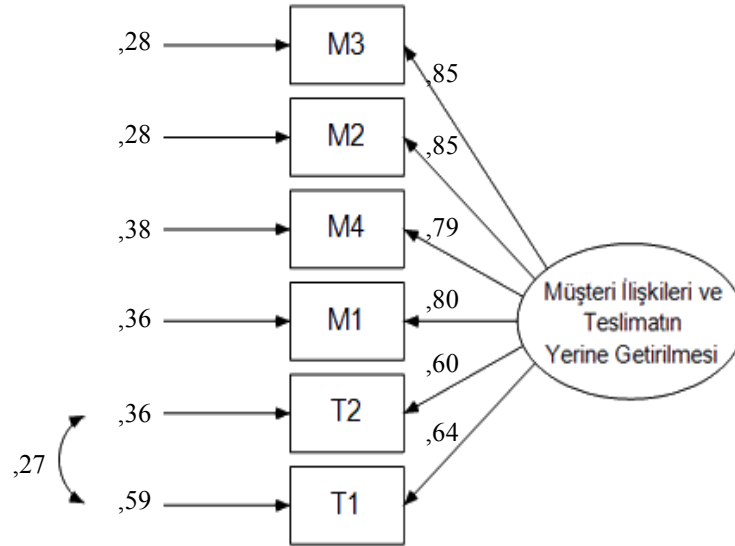 ,28
M3
,85
,28
M2
,85
,38
M4
,79
,36
M1
,80
Müşteri İlişkileri ve
Teslimatın
Yerine Getirilmesi
,36
T2
,60
,27
,59
T1
,64